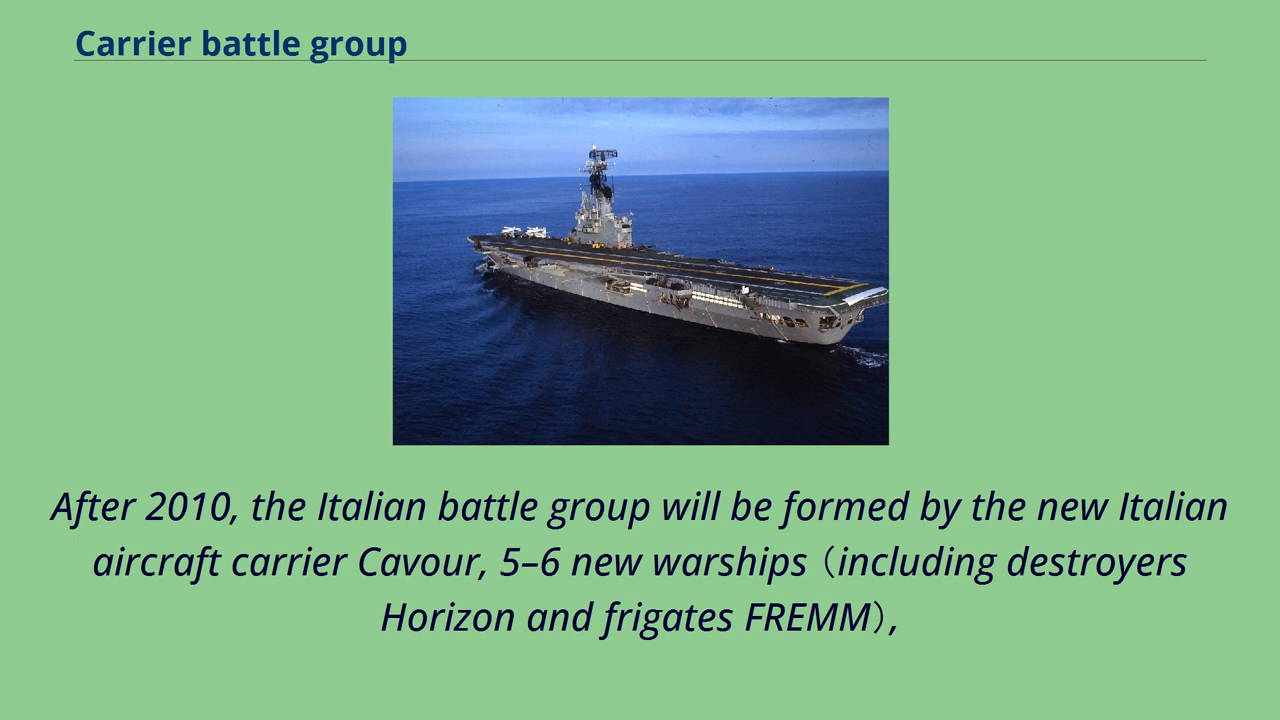 Carrier battle group
After 2010, the Italian battle group will be formed by the new Italian
aircraft carrier Cavour, 5–6 new warships（including destroyers
Horizon and frigates FREMM）,